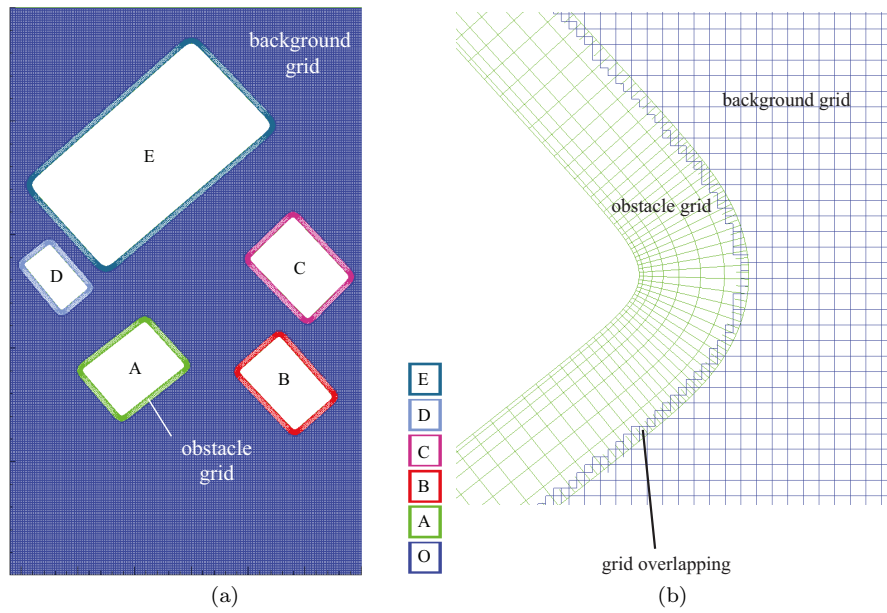 background
grid
E
D
C
A
B
obstacle
grid
E
D
C
B
A
O
(a)
background grid
obstacle grid
grid overlapping
(b)